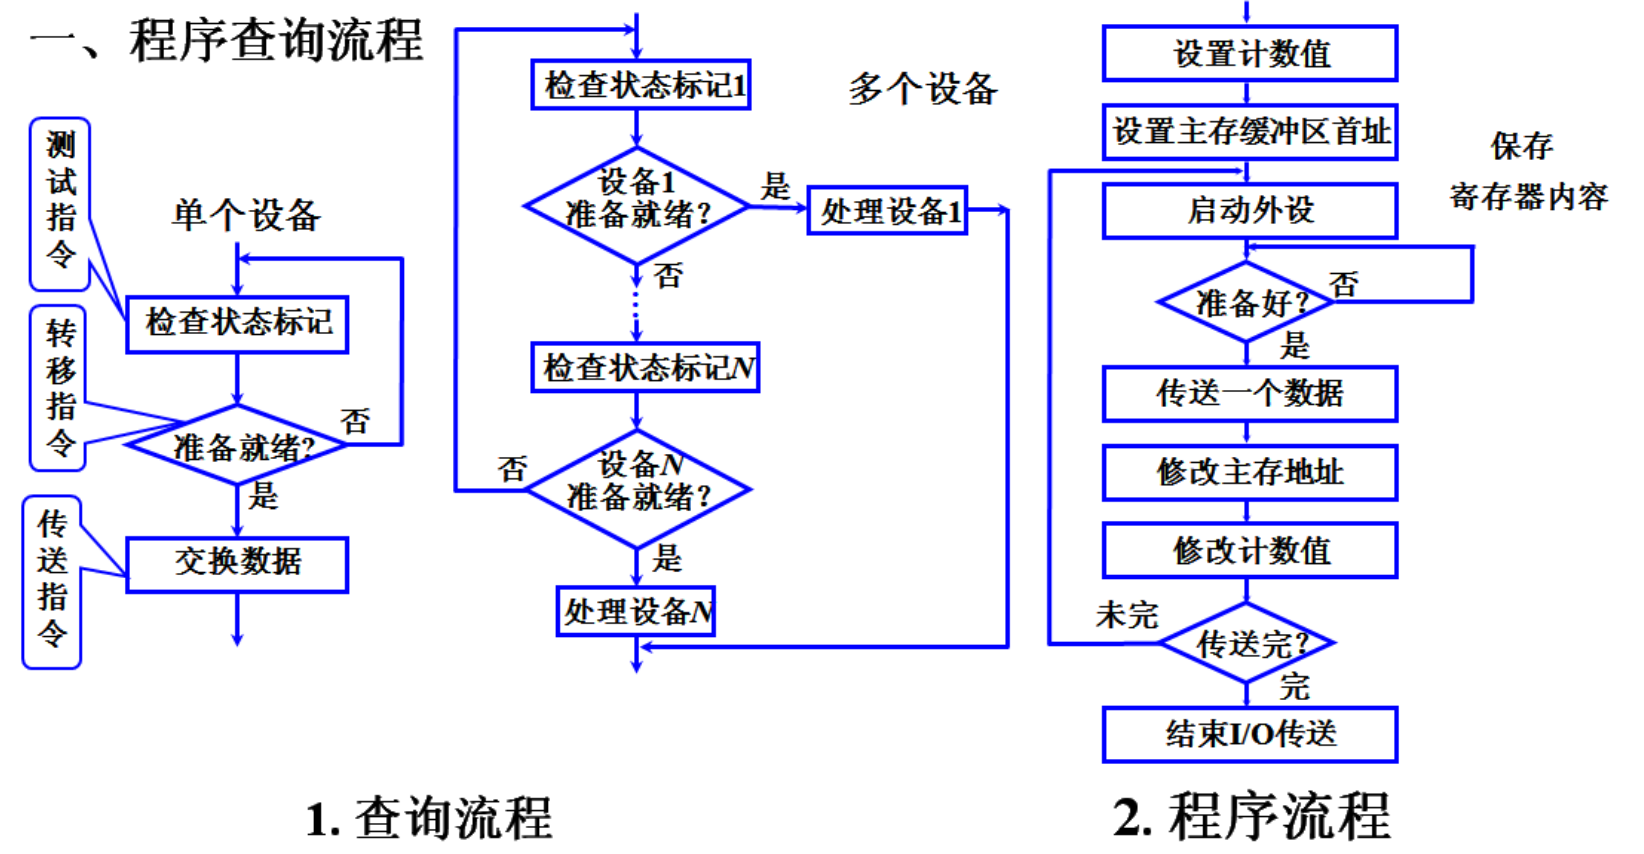 一、程序查询流程
测试指令
转移指令
传送指令
单个设备
检查状态标记
准备就绪?
否
是
交换数据
多个设备
检查状态标记1
设备1
准备就绪?
是
处理设备1
否
检查状态标记N
设备N
准备就绪?
否
是
处理设备N
1. 查询流程
设置计数值
设置主存缓冲区首址
启动外设
准备好?
否
是
传送一个数据
修改主存地址
修改计数值
未完
传送完?
完
结束I/O传送
保存
寄存器内容
2. 程序流程